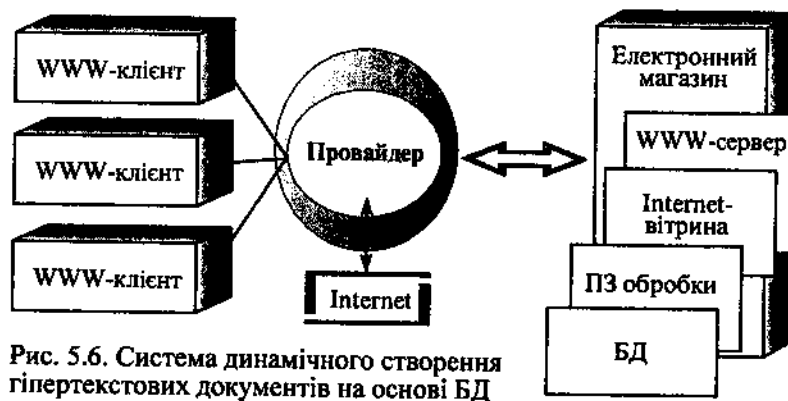 WWW-клієнт
WWW-клієнт
WWW-клієнт
Провайдер
Internet
Електронний
магазин
WWW-сервер
Internet-
вітрина
ПЗ обробки
БД
Рис. 5.6. Система динамічного створення
гіпертекстових документів на основі БД